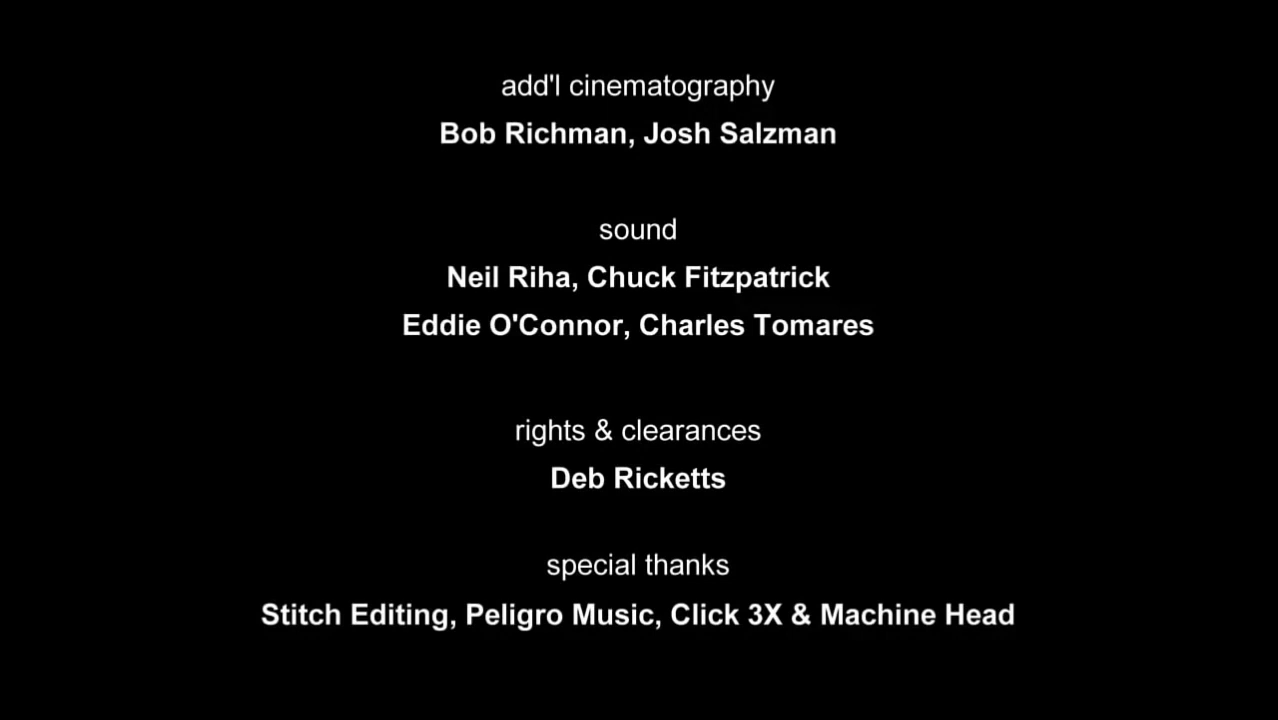 add'l cinematography
Bob Richman, Josh Salzman
sound
Neil Riha, Chuck Fitzpatrick
Eddie O'Connor, Charles Tomares
rights & clearances
Deb Ricketts
special thanks
Stitch Editing, Peligro Music, Click 3X & Machine Head